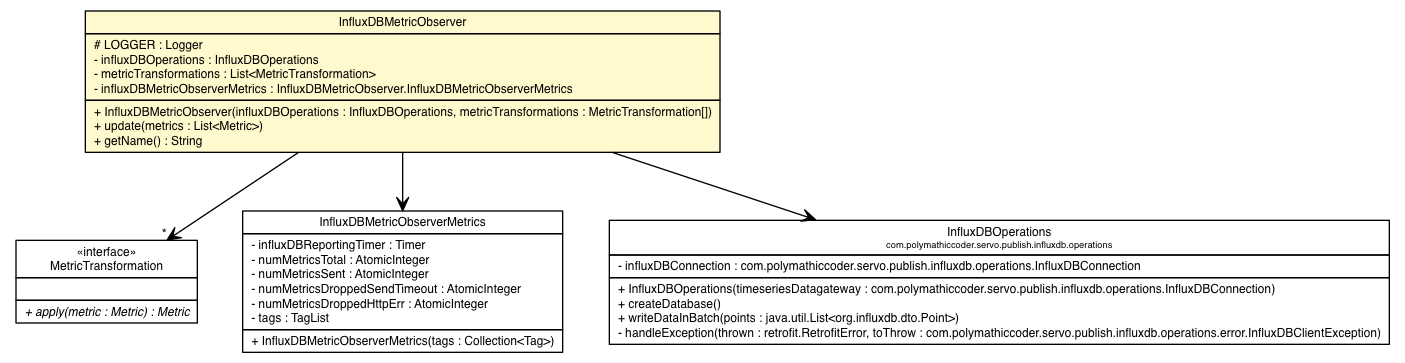 InfluxDBMetricObserver
# LOGGER : Logger
- influxDBOperations : InfluxDBOperations
- metricTransformations : List<MetricTransformation>
- influxDBMetricObserverMetrics : InfluxDBMetricObserver.InfluxDBMetricObserverMetrics
+ InfluxDBMetricObserver(influxDBOperations : InfluxDBOperations, metricTransformations : MetricTransformation[])
+ update(metrics : List<Metric>)
+ getName() : String
*
«interface»
MetricTransformation
+ apply(metric : Metric) : Metric
InfluxDBMetricObserverMetrics
- influxDBReportingTimer : Timer
- numMetricsTotal : AtomicInteger
- numMetricsSent : AtomicInteger
- numMetricsDroppedSendTimeout : AtomicInteger
- numMetricsDroppedHttpErr : AtomicInteger
- tags : TagList
+ InfluxDBMetricObserverMetrics(tags : Collection<Tag>)
InfluxDBOperations
com.polymathiccoder.servo.publish.influxdb.operations
- influxDBConnection : com.polymathiccoder.servo.publish.influxdb.operations.InfluxDBConnection
+ InfluxDBOperations(timeseriesDatagateway : com.polymathiccoder.servo.publish.influxdb.operations.InfluxDBConnection)
+ createDatabase()
+ writeDataInBatch(points : java.util.List<org.influxdb.dto.Point>)
- handleException(thrown : retrofit.RetrofitError, toThrow : com.polymathiccoder.servo.publish.influxdb.operations.error.InfluxDBClientException)